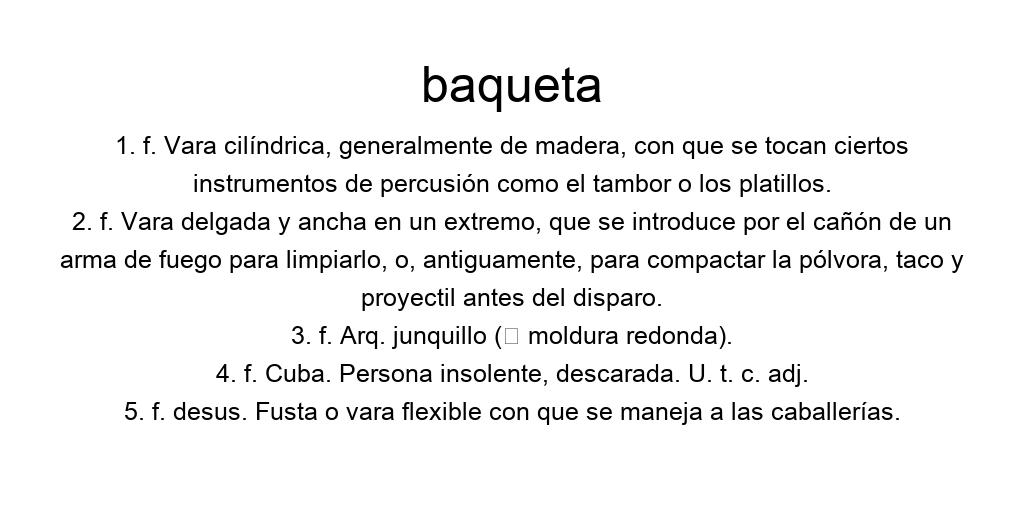 baqueta
1. f. Vara cilíndrica, generalmente de madera, con que se tocan ciertos
instrumentos de percusión como el tambor o los platillos.
2. f. Vara delgada y ancha en un extremo, que se introduce por el cañón de un
arma de fuego para limpiarlo, o, antiguamente, para compactar la pólvora, taco y
proyectil antes del disparo.
3. f. Arq. junquillo (▯ moldura redonda).
4. f. Cuba. Persona insolente, descarada. U. t. c. adj.
5. f. desus. Fusta o vara flexible con que se maneja a las caballerías.